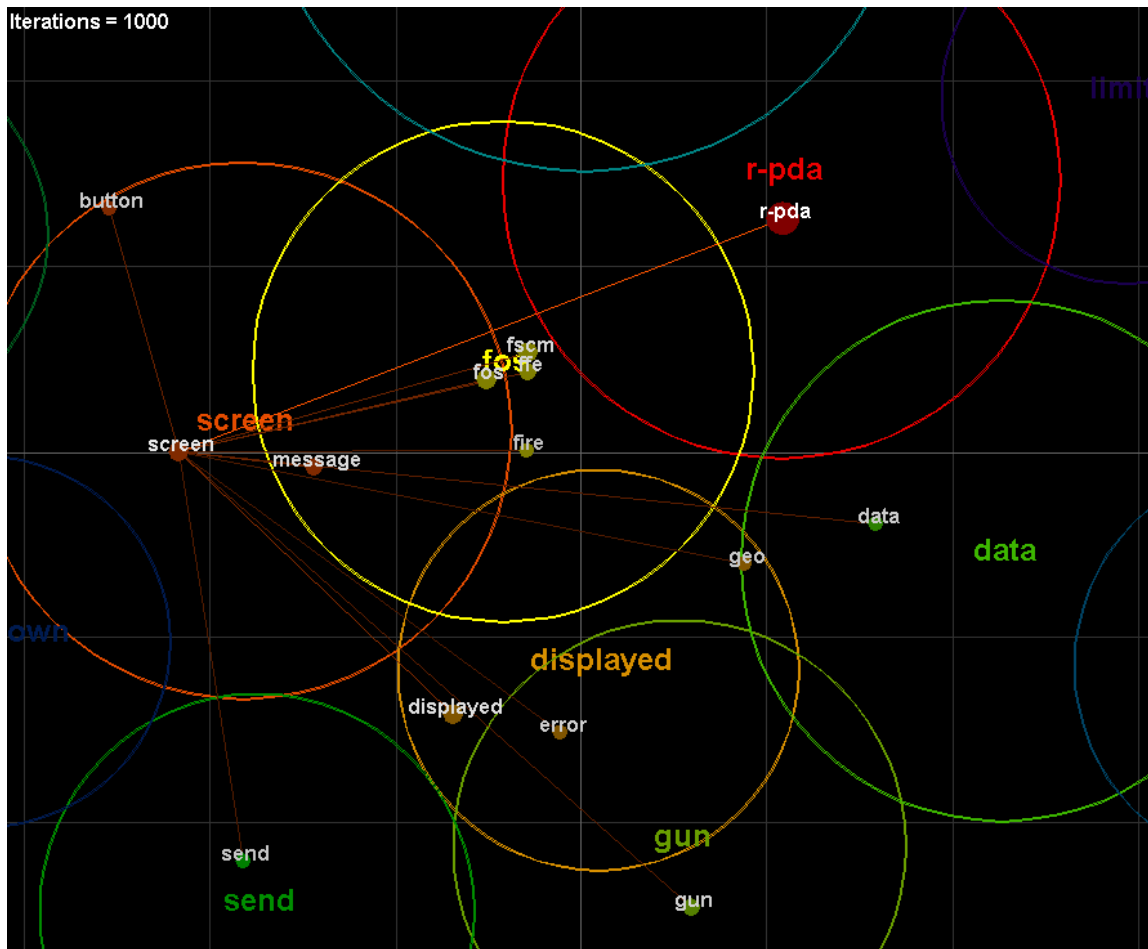 Iterations = 1000
r-pda
button
r-pda
fscm
fos
ffe
fos
screen
fire
screen
message
data
data
geo
own
displayed
displayed
error
gun
send
send
gun